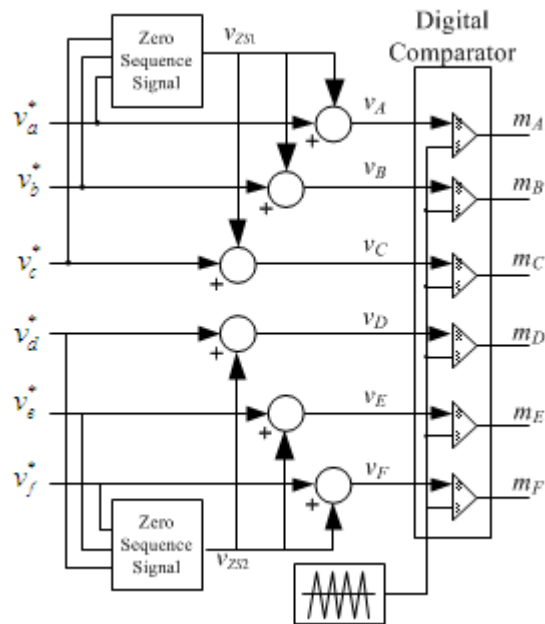 Digital
Comparator
Zero
Sequence
Signal
v_ZS1
v*_a
v_A
m_A
+
v*_b
v_B
m_B
+
v*_c
v_C
m_C
+
v*_d
v_D
m_D
+
v*_e
v_E
m_E
+
v*_f
v_F
m_F
+
Zero
Sequence
Signal
v_ZS2